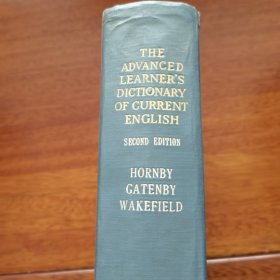 THE
ADVANCED
LEARNER'S
DICTIONARY
OF CURRENT
ENGLISH
SECOND EDITION
HORNBY
GATENBY
WAKEFIELD